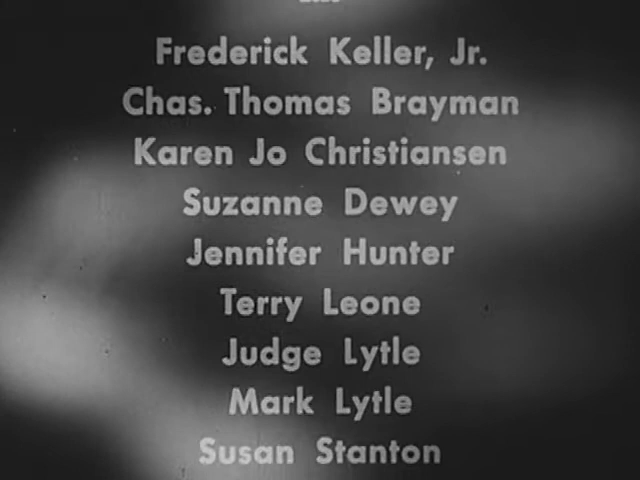 Frederick Keller, Jr.
Chas. Thomas Brayman
Karen Jo Christiansen
Suzanne Dewey
Jennifer Hunter
Terry Leone
Judge Lytle
Mark Lytle
Susan Stanton